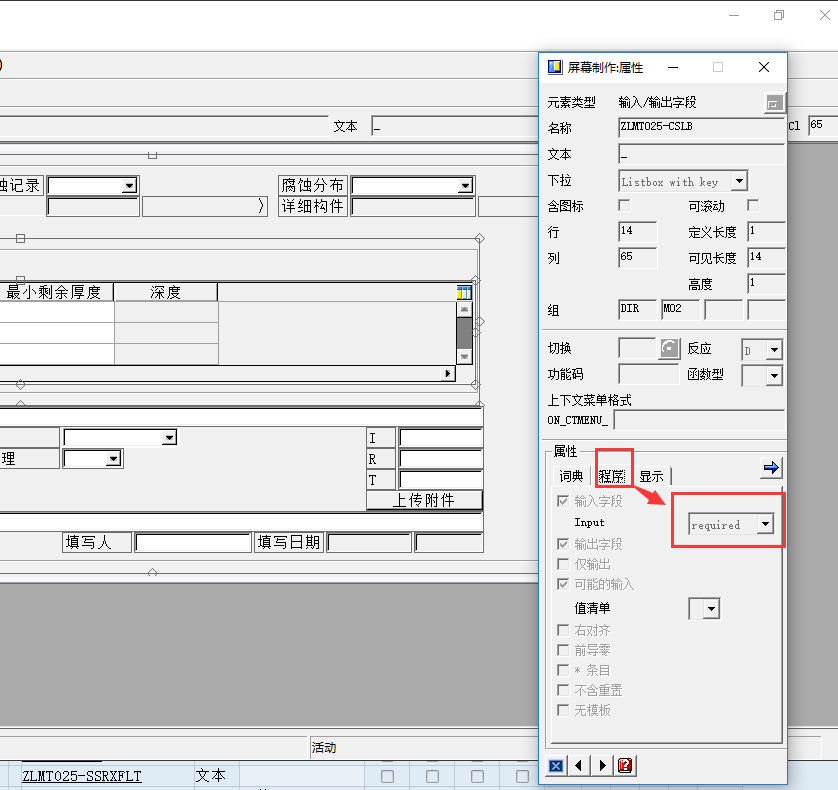 屏幕制作:属性
元素类型 输入/输出字段
名称 ZLMT025-CSLB
文本 _
下拉 Listbox with key
含图标 可滚动
行 14 定义长度 1
列 65 可见长度 14
高度 1
组 DIR M02
切换 反应 D
功能码 函数型
上下文菜单格式
ON_CTMENU_
属性
词典 程序 显示
输入字段
Input required
输出字段
仅输出
可能的输入
值清单
右对齐
前导零
* 条目
不含重置
无模板
文本 _ Cl 65
蚀记录 腐蚀分布
详细构件
最小剩余厚度 深度
I
理 R
T
上传附件
填写人 填写日期
活动
ZLMT025-SSRXFLT 文本